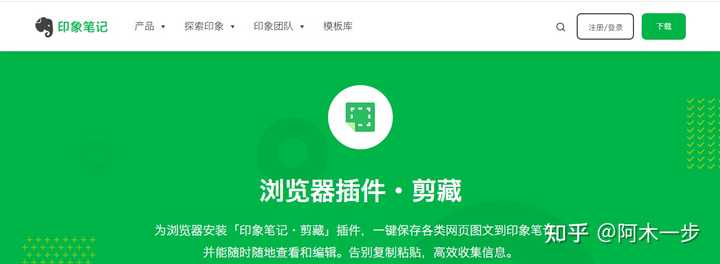 印象笔记 产品 探索印象 印象团队 模板库 注册/登录 下载
浏览器插件·剪藏
为浏览器安装「印象笔记·剪藏」插件，一键保存各类网页图文到印象笔
并能随时随地查看和编辑。告别复制粘贴，高效收集信息。
知乎 @阿木一步